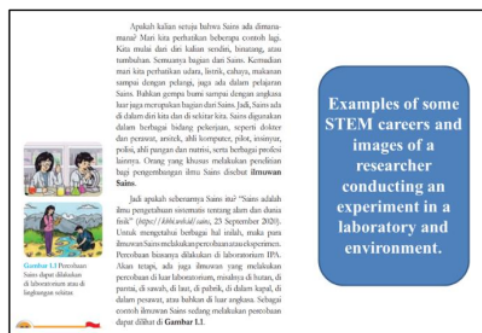 Apakah kalian setuju bahwa Sains ada dimana-
mana? Mari kita perhatikan beberapa contoh lagi.
Kita mulai dari diri kalian sendiri, binatang, atau
tumbuhan. Semuanya bagian dari Sains. Kemudian
mari kita perhatikan udara, listrik, cahaya, makanan
sampai dengan pelangi, juga ada dalam pelajaran
Sains. Bahkan gempa bumi sampai dengan angkasa
luar juga merupakan bagian dari Sains. Jadi, Sains ada
di dalam diri kita dan di sekitar kita. Sains digunakan
dalam berbagai bidang pekerjaan, seperti dokter
dan perawat, arsitek, ahli komputer, pilot, insinyur,
polisi, ahli pangan dan nutrisi, serta berbagai profesi
lainnya. Orang yang khusus melakukan penelitian
bagi pengembangan ilmu Sains disebut ilmuwan
Sains.
Jadi apakah sebenarnya Sains itu? "Sains adalah
ilmu pengetahuan sistematis tentang alam dan dunia
fisik" (https://kbbi.web.id/sains, 23 September 2020).
Untuk mengetahui berbagai hal inilah, maka para
ilmuwan Sains melakukan percobaan atau eksperimen.
Percobaan biasanya dilakukan di laboratorium IPA.
Akan tetapi, ada juga ilmuwan yang melakukan
percobaan di luar laboratorium, misalnya di hutan, di
pantai, di sawah, di laut, di pabrik, di dalam kapal, di
dalam pesawat, atau bahkan di luar angkasa. Sebagai
contoh ilmuwan Sains sedang melakukan percobaan
dapat dilihat di Gambar 1.1.
Gambar 1.1 Percobaan
Sains dapat dilakukan
di laboratorium atau di
lingkungan sekitar.
Examples of some
STEM careers and
images of a
researcher
conducting an
experiment in a
laboratory and
environment.